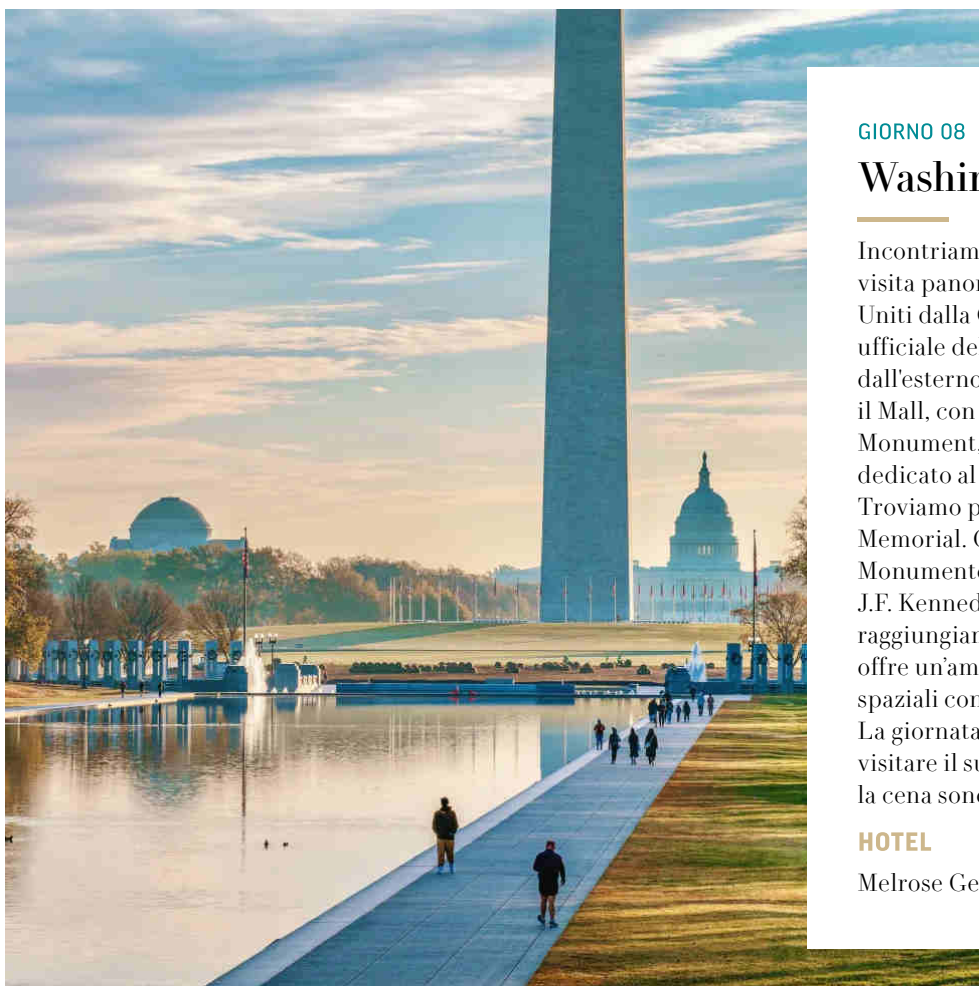 GIORNO 08
Washin
Incontriam
visita panor
Uniti dalla
ufficiale de
dall'esterno
il Mall, con
Monument,
dedicato al
Troviamo p
Memorial.
Monumento
J.F. Kenned
raggiungian
offre un'am
spaziali con
La giornata
visitare il su
la cena sono
HOTEL
Melrose Ge